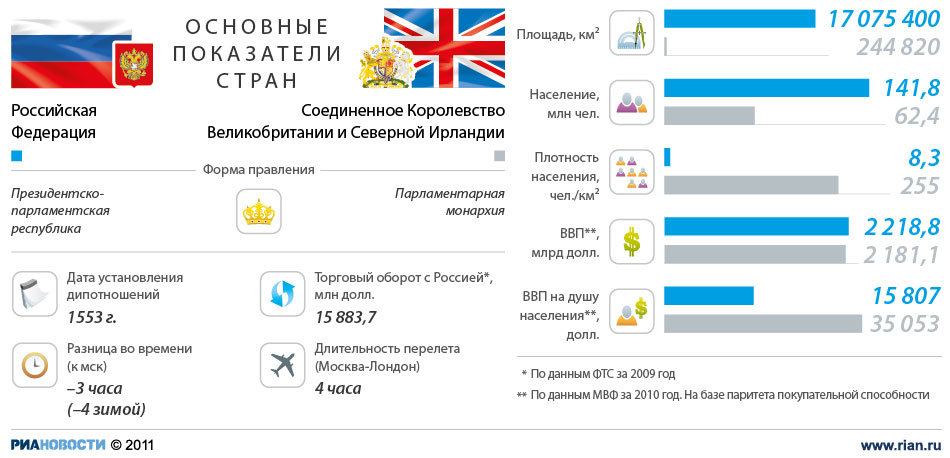 ОСНОВНЫЕ
ПОКАЗАТЕЛИ
СТРАН
Российская
Федерация
Соединенное Королевство
Великобритании и Северной Ирландии
Форма правления
Президентско-
парламентская
республика
Парламентарная
монархия
Дата установления
дипотношений
1553 г.
Торговый оборот с Россией*,
млн долл.
15 883,7
Разница во времени
(к мск)
–3 часа
(–4 зимой)
Длительность перелета
(Москва-Лондон)
4 часа
Площадь, км²
17 075 400
244 820
Население,
млн чел.
141,8
62,4
Плотность
населения,
чел./км²
8,3
255
ВВП**,
млрд долл.
2 218,8
2 181,1
ВВП на душу
населения**,
долл.
15 807
35 053
* По данным ФТС за 2009 год
** По данным МВФ за 2010 год. На базе паритета покупательной способности
РИАНОВОСТИ © 2011
www.rian.ru